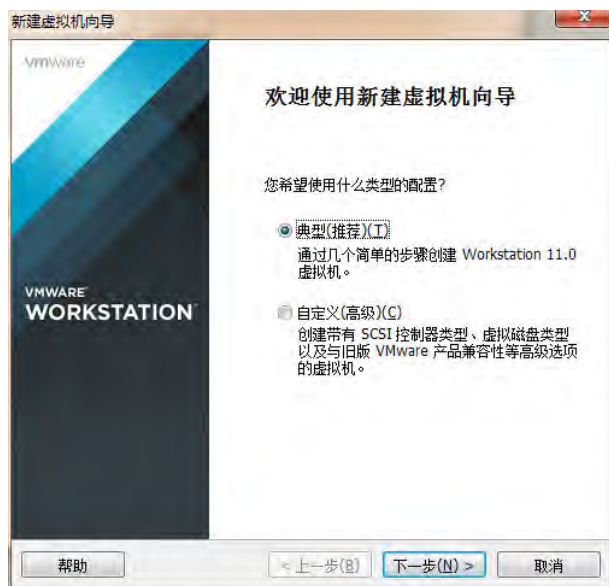 新建虚拟机向导
vmware
欢迎使用新建虚拟机向导
您希望使用什么类型的配置?
典型(推荐)(T)
通过几个简单的步骤创建 Workstation 11.0
虚拟机。
VMWARE
WORKSTATION
自定义(高级)(C)
创建带有 SCSI 控制器类型、虚拟磁盘类型
以及与旧版 VMware 产品兼容性等高级选项
的虚拟机。
帮助
< 上一步(B)
下一步(N) >
取消